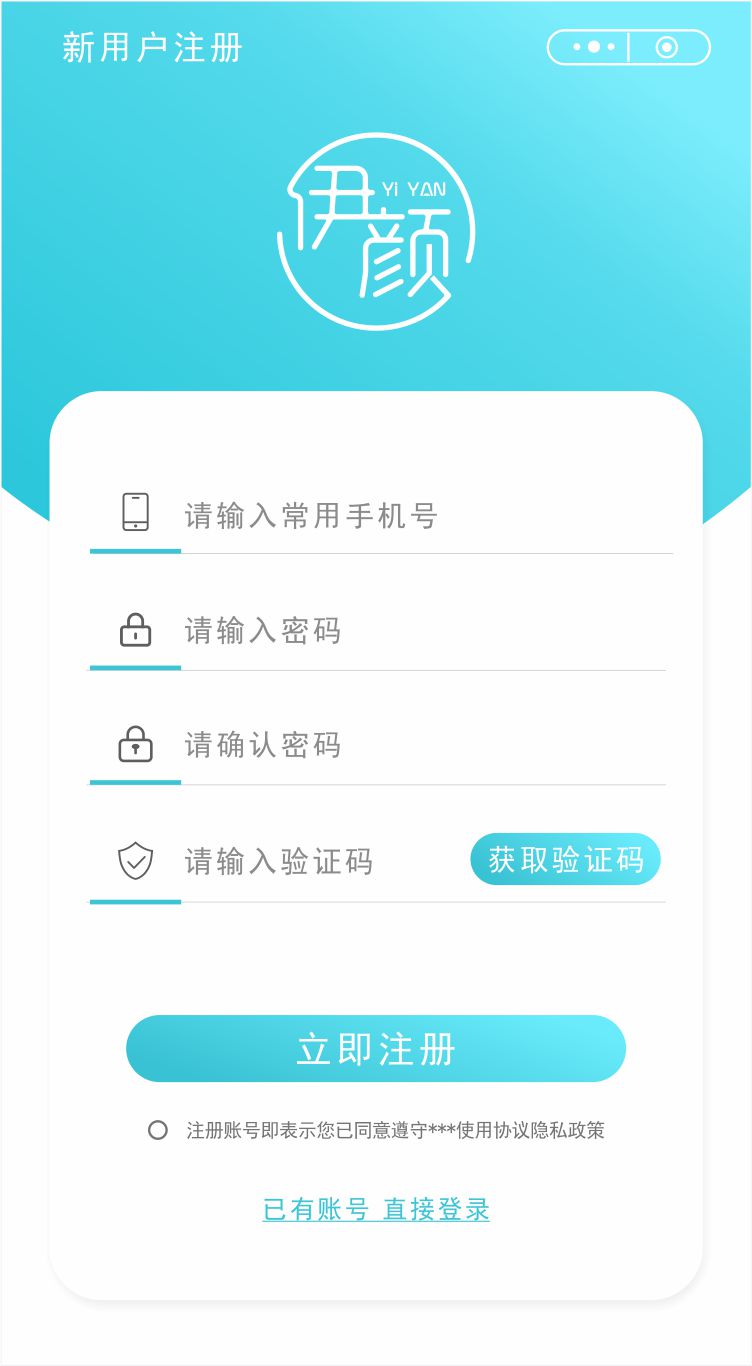 新用户注册
伊颜
Yi YAN
请输入常用手机号
请输入密码
请确认密码
请输入验证码
获取验证码
立即注册
注册账号即表示您已同意遵守***使用协议隐私政策
已有账号 直接登录